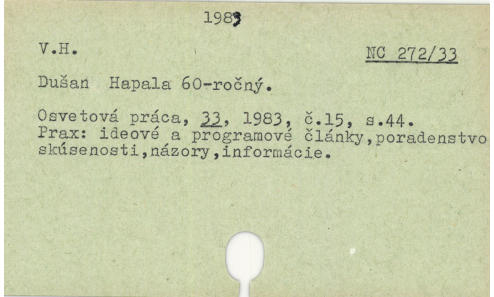 1983
V.H.
NC 272/33
Dušan Hapala 60-ročný.
Osvetová práca, 33, 1983, č.15, s.44.
Prax: ideové a programové články,poradenstvo
skúsenosti,názory,informácie.